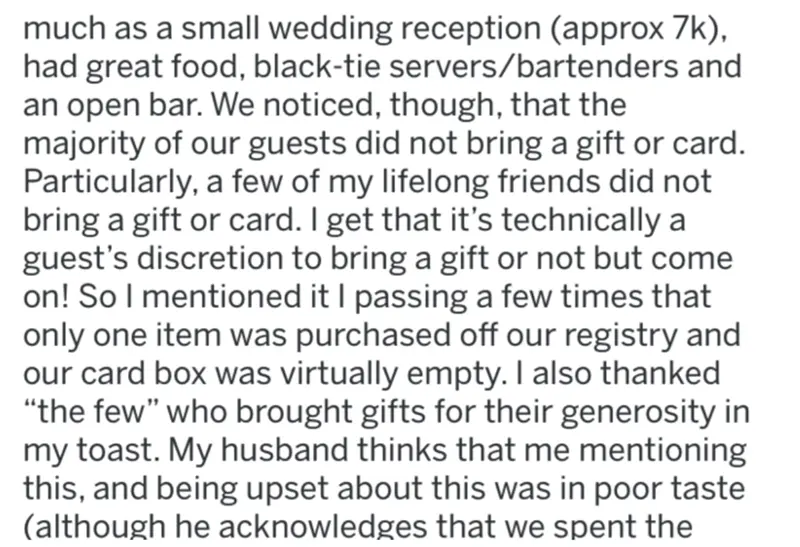 much as a small wedding reception (approx 7k),
had great food, black-tie servers/bartenders and
an open bar. We noticed, though, that the
majority of our guests did not bring a gift or card.
Particularly, a few of my lifelong friends did not
bring a gift or card. I get that it’s technically a
guest’s discretion to bring a gift or not but come
on! So I mentioned it I passing a few times that
only one item was purchased off our registry and
our card box was virtually empty. I also thanked
“the few” who brought gifts for their generosity in
my toast. My husband thinks that me mentioning
this, and being upset about this was in poor taste
(although he acknowledges that we spent the